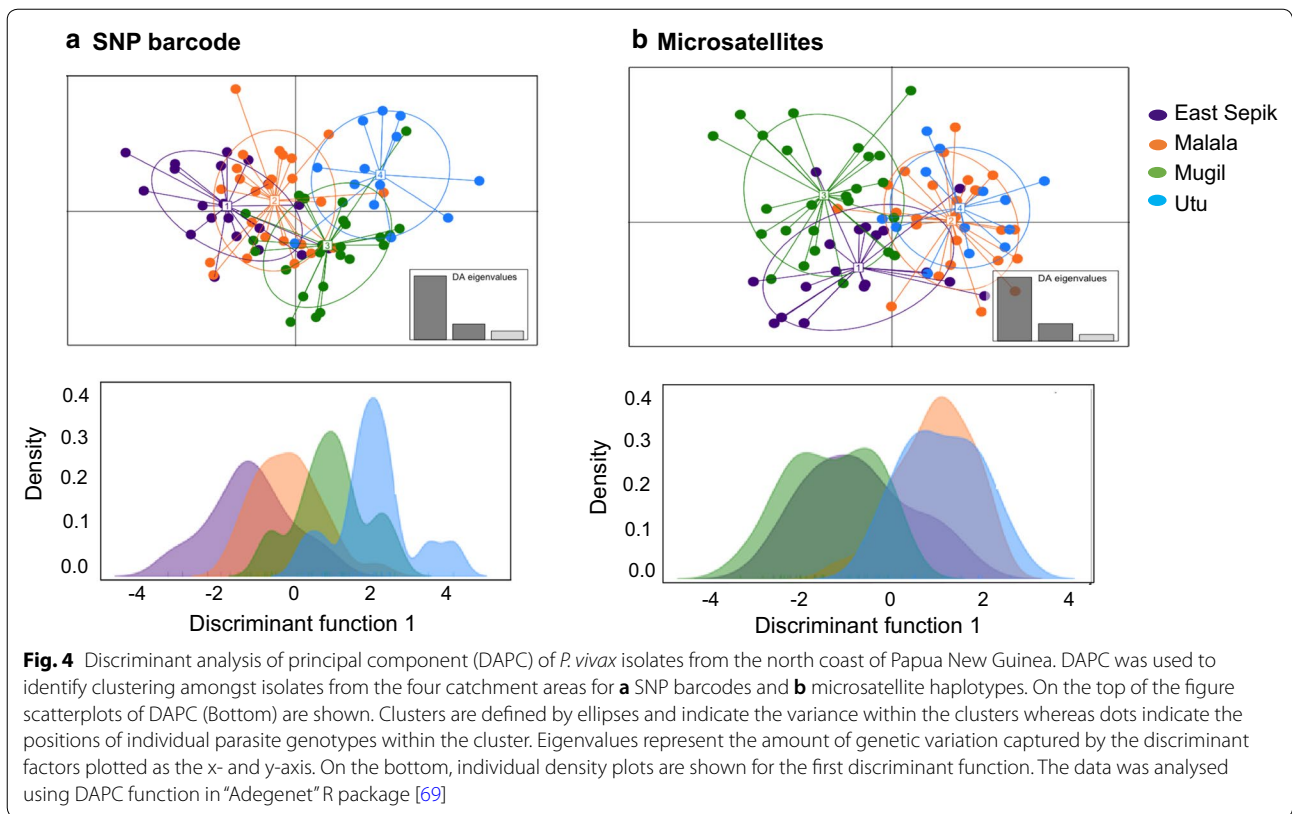 a SNP barcode
b Microsatellites
East Sepik
Malala
Mugil
Utu
1
2
3
4
DA eigenvalues
3
1
4
2
DA eigenvalues
Density
0.4
0.3
0.2
0.1
0.0
-4
-2
0
2
4
Discriminant function 1
Density
0.4
0.3
0.2
0.1
0.0
-4
-2
0
2
4
Discriminant function 1
Fig. 4 Discriminant analysis of principal component (DAPC) of P. vivax isolates from the north coast of Papua New Guinea. DAPC was used to
identify clustering amongst isolates from the four catchment areas for a SNP barcodes and b microsatellite haplotypes. On the top of the figure
scatterplots of DAPC (Bottom) are shown. Clusters are defined by ellipses and indicate the variance within the clusters whereas dots indicate the
positions of individual parasite genotypes within the cluster. Eigenvalues represent the amount of genetic variation captured by the discriminant
factors plotted as the x- and y-axis. On the bottom, individual density plots are shown for the first discriminant function. The data was analysed
using DAPC function in "Adegenet" R package [69]